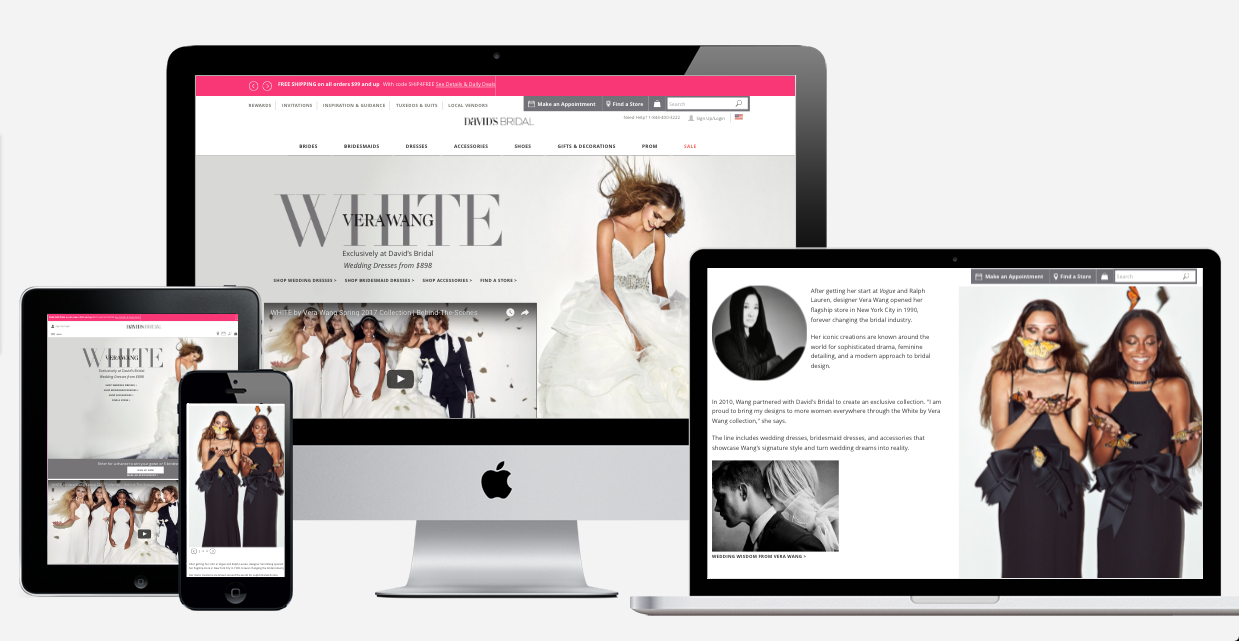 FREE SHIPPING on all orders $99 and up With code SHIP4FREE See Details & Daily Deals
REWARDS INVITATIONS INSPIRATION & GUIDANCE TUXEDOS & SUITS LOCAL VENDORS
Make an Appointment Find a Store Search
Need Help?
Sign Up/Login
DAVID'S BRIDAL
BRIDES BRIDESMAIDS DRESSES ACCESSORIES SHOES GIFTS & DECORATIONS PROM SALE
WHITE
VERA WANG
Exclusively at David's Bridal
Wedding Dresses from $898
SHOP WEDDING DRESSES > SHOP BRIDESMAID DRESSES > SHOP ACCESSORIES > FIND A STORE >
WHITE by Vera Wang Spring 2017 Collection | Behind-The-Scenes
Make an Appointment Find a Store Search
After getting her start at Vogue and Ralph
Lauren, designer Vera Wang opened her
flagship store in New York City in 1990,
forever changing the bridal industry.
Her iconic creations are known around the
world for sophisticated drama, feminine
detailing, and a modern approach to bridal
design.
In 2010, Wang partnered with David's Bridal to create an exclusive collection. "I am
proud to bring my designs to more women everywhere through the White by Vera
Wang collection," she says.
The line includes wedding dresses, bridesmaid dresses, and accessories that
showcase Wang's signature style and turn wedding dreams into reality.
WEDDING WISDOM FROM VERA WANG >
DAVID'S BRIDAL
WHITE
VERA WANG
Exclusively at David's Bridal
Wedding Dresses from $898